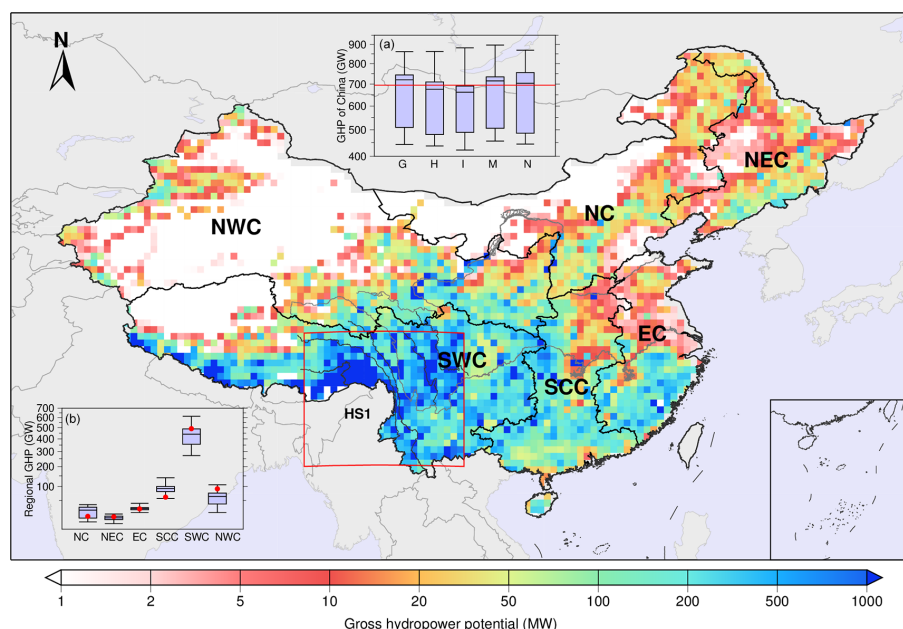 N
(a)
GHP of China (GW)
900
800
700
600
500
400
G H I M N
NEC
NC
NWC
EC
SWC
SCC
HS1
(b)
Regional GHP (GW)
700
600
500
400
300
200
100
NC NEC EC SCC SWC NWC
1 2 5 10 20 50 100 200 500 1000
Gross hydropower potential (MW)